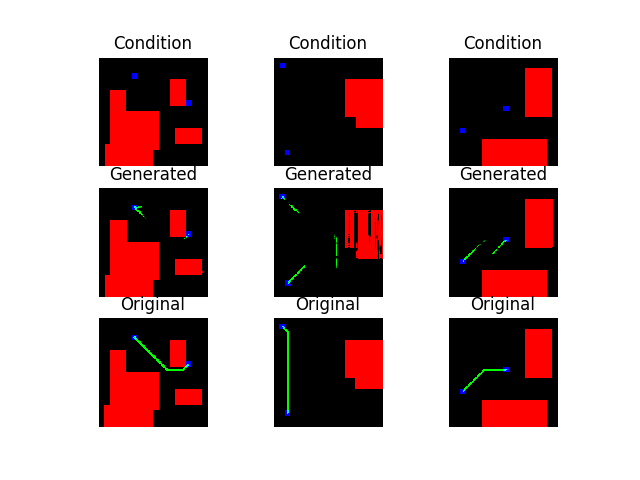 Condition Condition Condition
Generated Generated Generated
Original Original Original